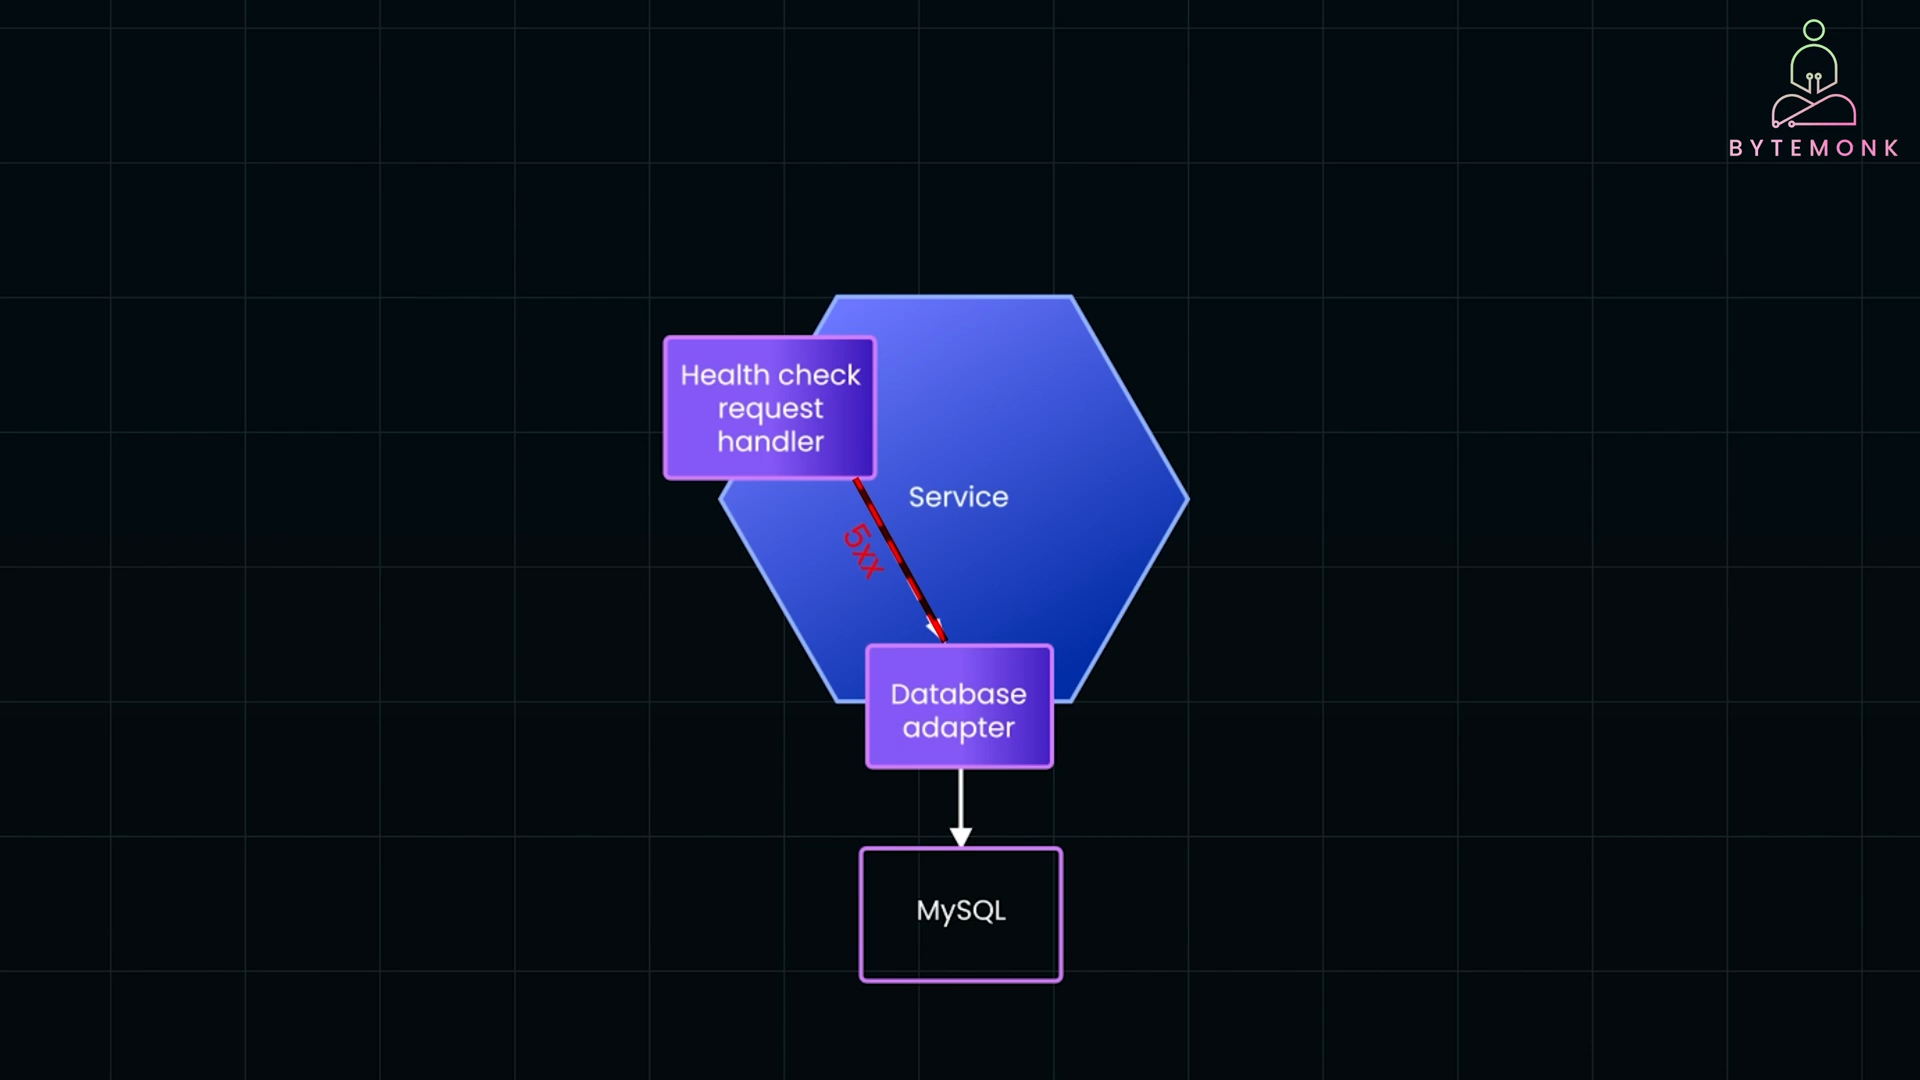 BYTEMONK
Health check
request
handler
Service
5xx
Database
adapter
MySQL